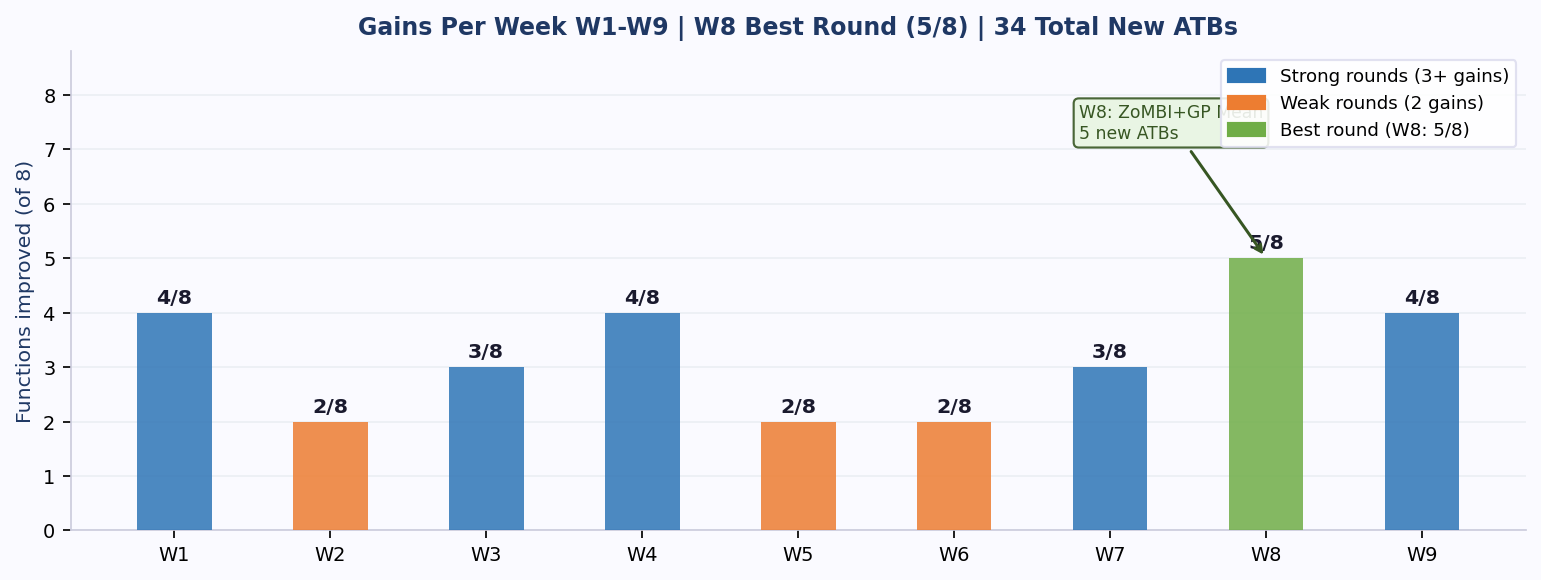 Gains Per Week W1-W9 | W8 Best Round (5/8) | 34 Total New ATBs
Functions improved (of 8)
8
7
6
5
4
3
2
1
0
W8: ZoMBI+GP Mean
5 new ATBs
Strong rounds (3+ gains)
Weak rounds (2 gains)
Best round (W8: 5/8)
4/8
2/8
3/8
4/8
2/8
2/8
3/8
5/8
4/8
W1
W2
W3
W4
W5
W6
W7
W8
W9